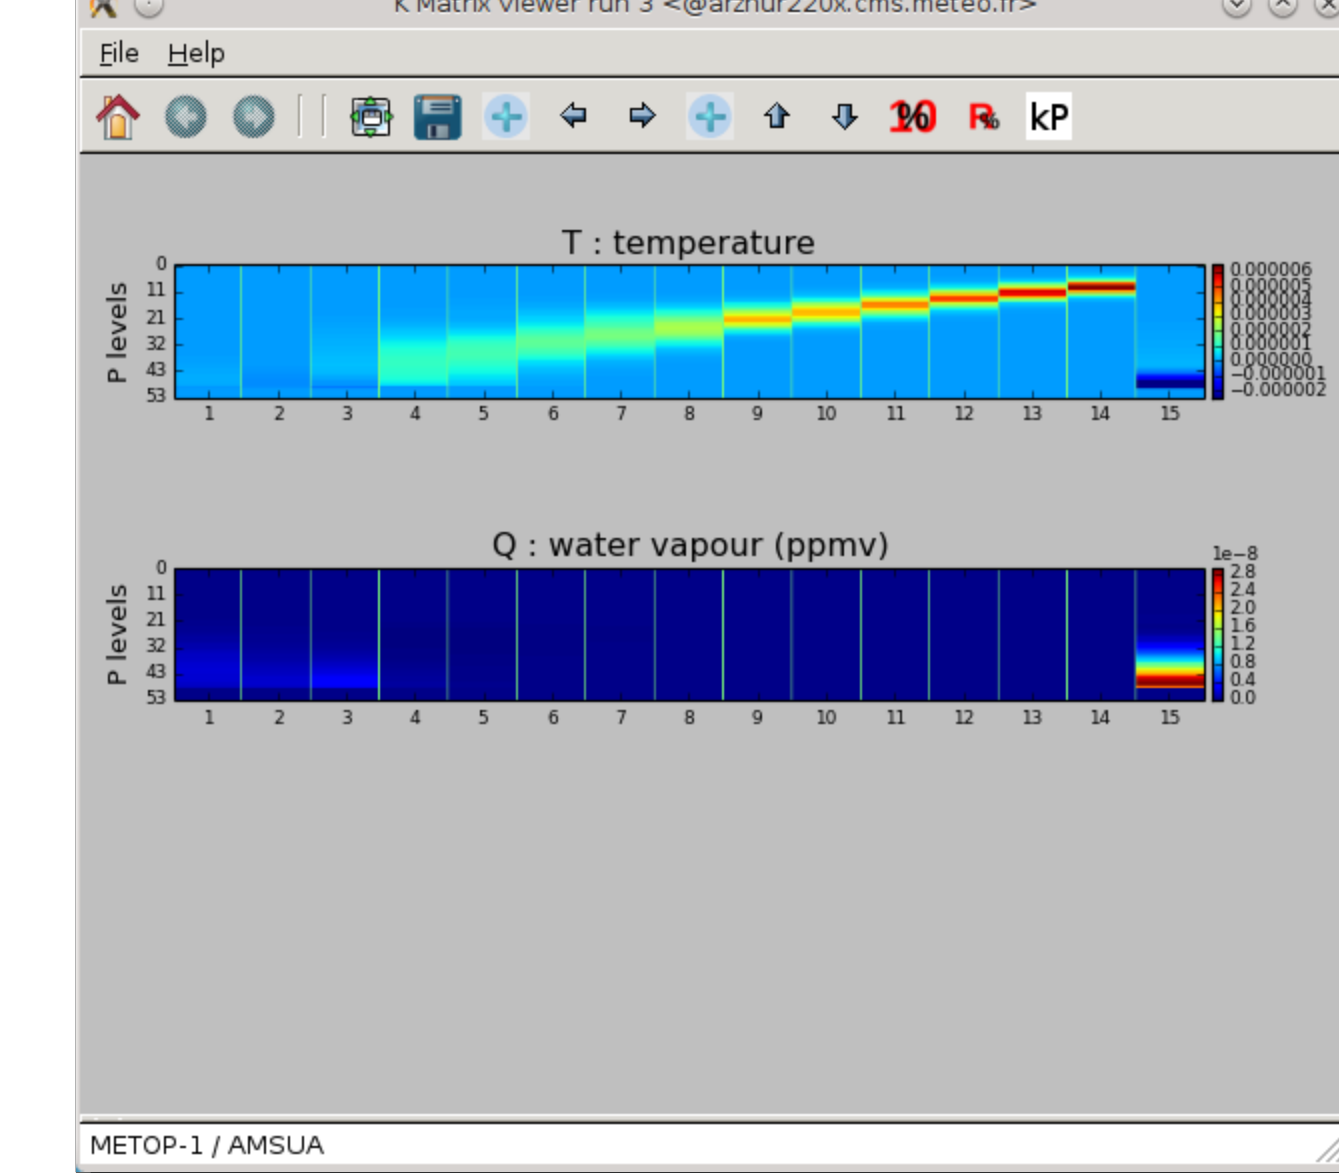 K Matrix viewer run 3 <@arzhur220x.cms.meteo.fr>
File Help
10 % R% kP
T : temperature
P levels
0
11
21
32
43
53
1 2 3 4 5 6 7 8 9 10 11 12 13 14 15
0.000006
0.000005
0.000004
0.000003
0.000002
0.000001
0.000000
−0.000001
−0.000002
Q : water vapour (ppmv)
P levels
0
11
21
32
43
53
1 2 3 4 5 6 7 8 9 10 11 12 13 14 15
1e−8
2.8
2.4
2.0
1.6
1.2
0.8
0.4
0.0
METOP-1 / AMSUA